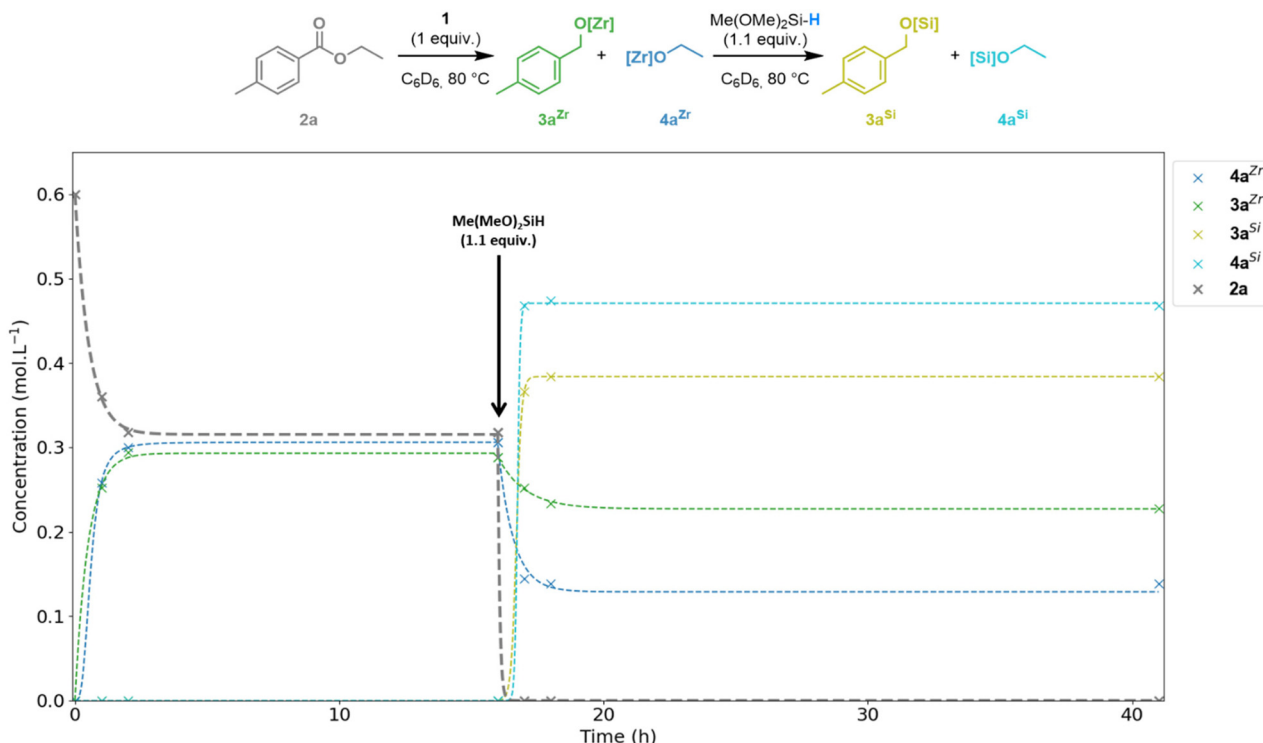 1
(1 equiv.)
C₆D₆, 80 °C
O[Zr]
+
[Zr]O
Me(OMe)₂Si-H
(1.1 equiv.)
C₆D₆, 80 °C
O[Si]
+
[Si]O
O
O
2a
3aᶻʳ
4aᶻʳ
3aˢⁱ
4aˢⁱ
Me(MeO)₂SiH
(1.1 equiv.)
Concentration (mol.L⁻¹)
0.6
0.5
0.4
0.3
0.2
0.1
0.0
0
10
20
30
40
Time (h)
4aᶻʳ
3aᶻʳ
3aˢⁱ
4aˢⁱ
2a